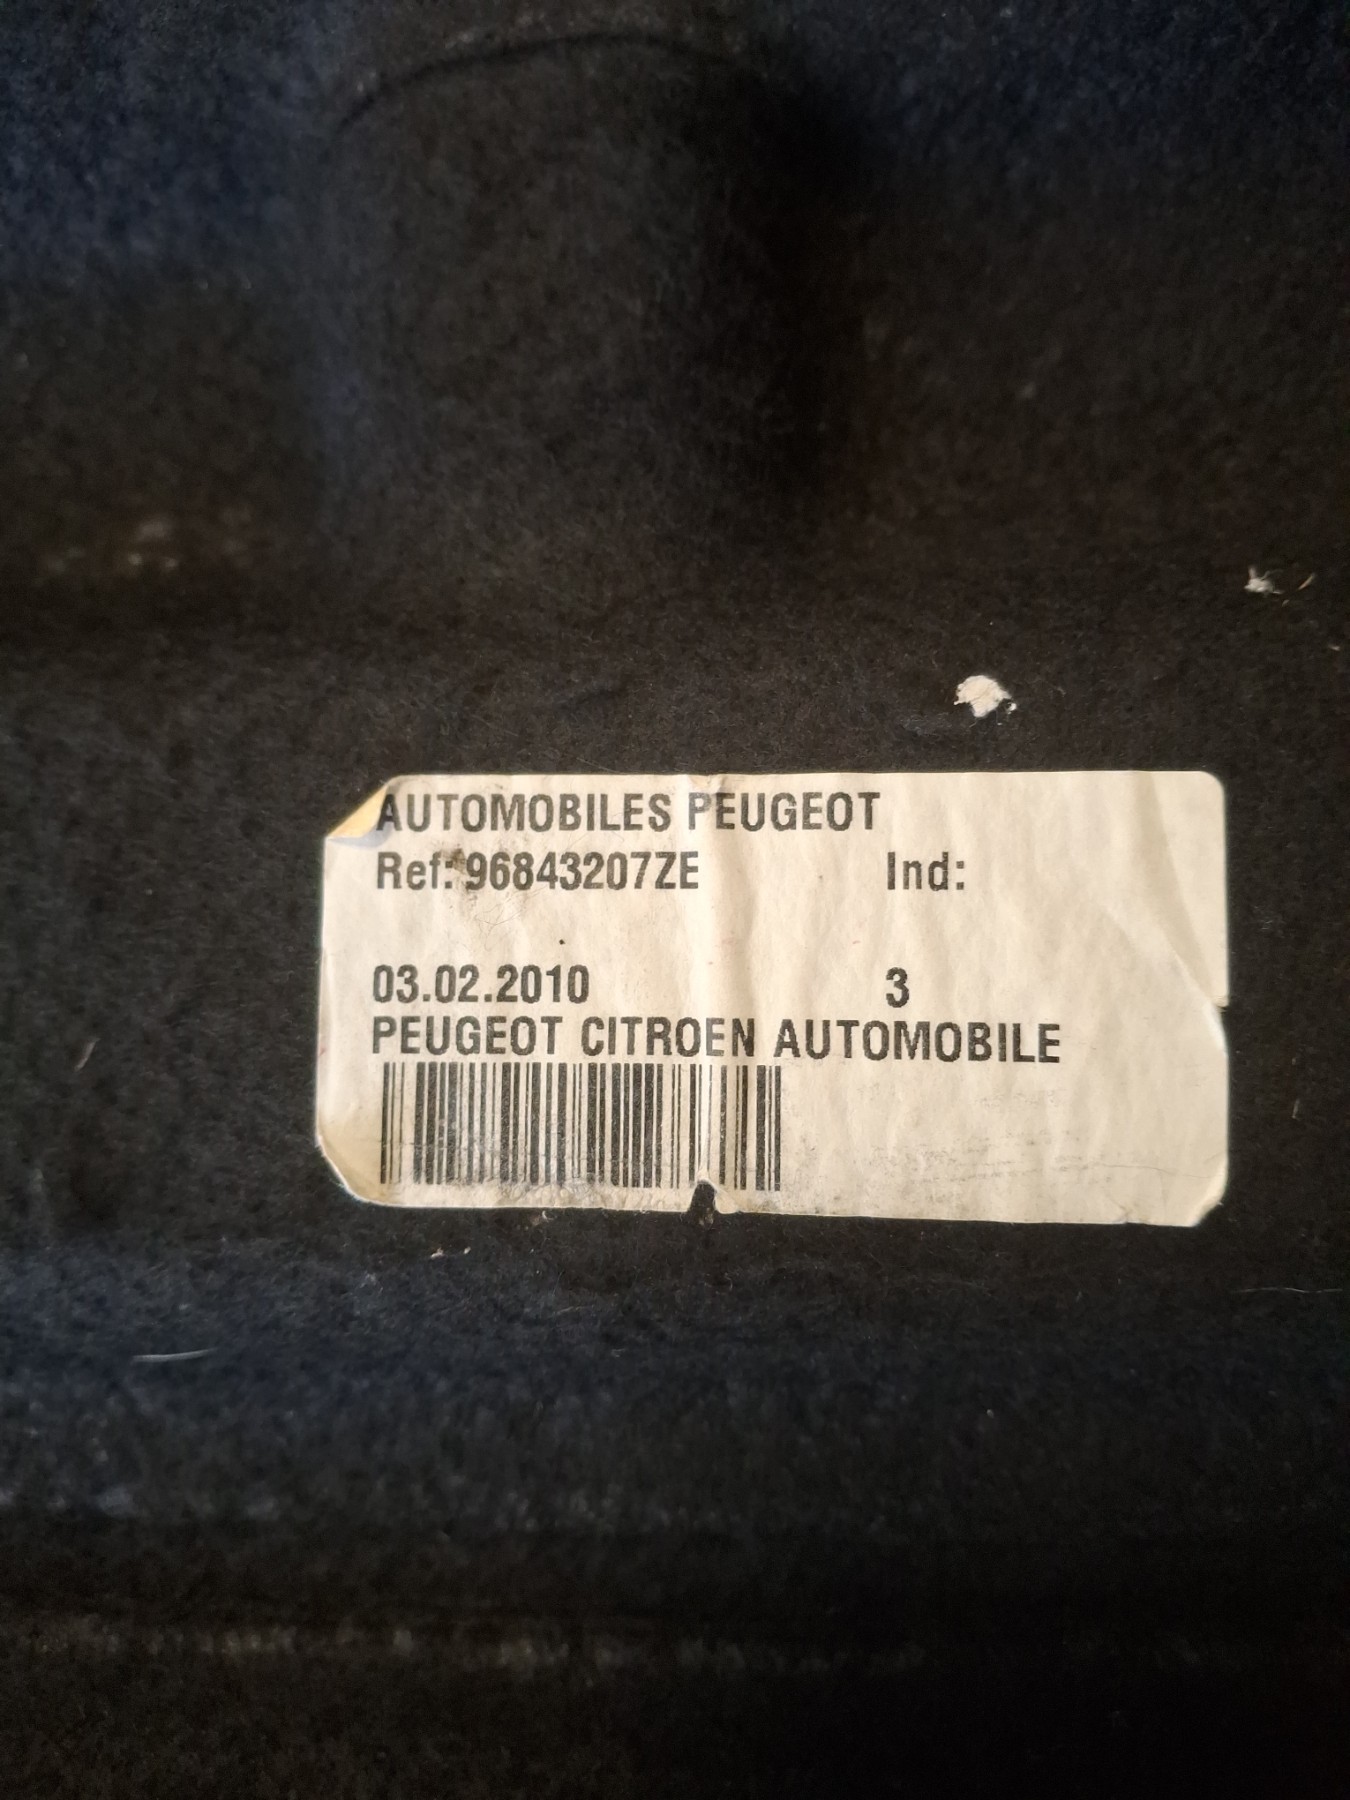 AUTOMOBILES PEUGEOT
Ref: 96843207ZE Ind:
03.02.2010 3
PEUGEOT CITROEN AUTOMOBILE